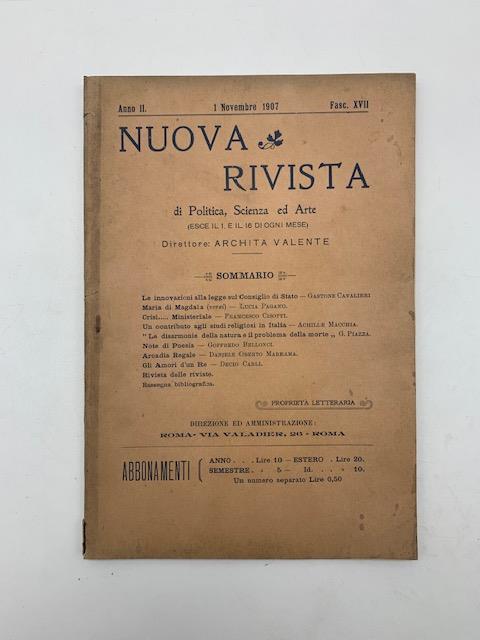 Anno II. 1 Novembre 1907 Fasc. XVII
NUOVA
RIVISTA
di Politica, Scienza ed Arte
(ESCE IL 1. E IL 16 DI OGNI MESE)
Direttore: ARCHITA VALENTE
SOMMARIO
Le innovazioni alla legge sul Consiglio di Stato — GASTONE CAVALIERI
Maria di Magdala (versi) — LUCIA PAGANO.
Crisi..... Ministeriale — FRANCESCO CISOTTI.
Un contributo agli studi religiosi in Italia — ACHILLE MACCHIA.
" Le disarmonie della natura e il problema della morte „ G. PIAZZA.
Note di Poesia — GOFFREDO BELLONCI.
Arcadia Regale — DANIELE OBERTO MARRAMA.
Gli Amori d'un Re — DECIO CARLI.
Rivista delle riviste.
Rassegna bibliografica.
PROPRIETA LETTERARIA
DIREZIONE ED AMMINISTRAZIONE:
ROMA- VIA VALADIER, 26 - ROMA
ABBONAMENTI ( ANNO . . . Lire 10 — ESTERO . Lire 20.
SEMESTRE. . » 5 — Id. . . . » 10.
Un numero separato Lire 0,50